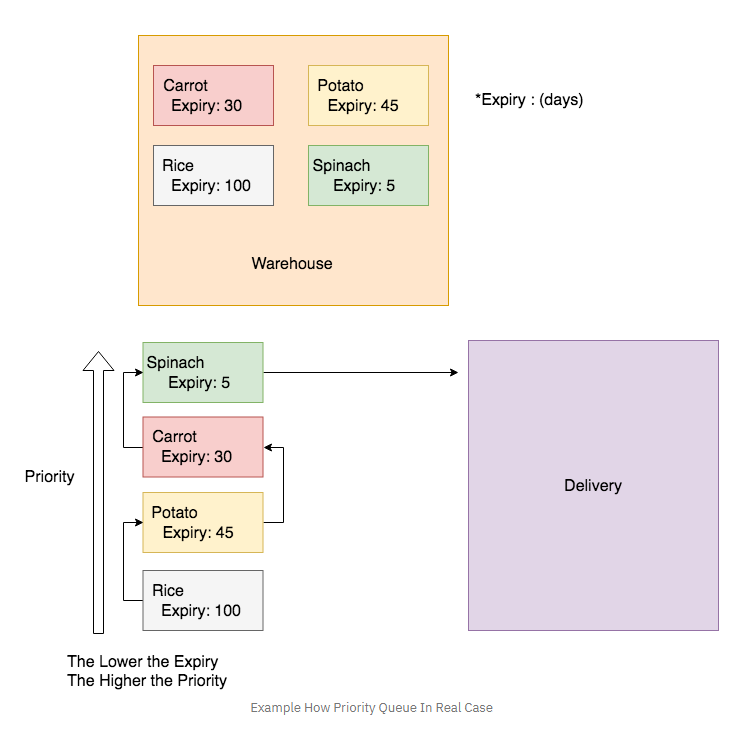 Carrot
Expiry: 30
Potato
Expiry: 45
*Expiry : (days)
Rice
Expiry: 100
Spinach
Expiry: 5
Warehouse
Spinach
Expiry: 5
Carrot
Expiry: 30
Priority
Delivery
Potato
Expiry: 45
Rice
Expiry: 100
The Lower the Expiry
The Higher the Priority
Example How Priority Queue In Real Case